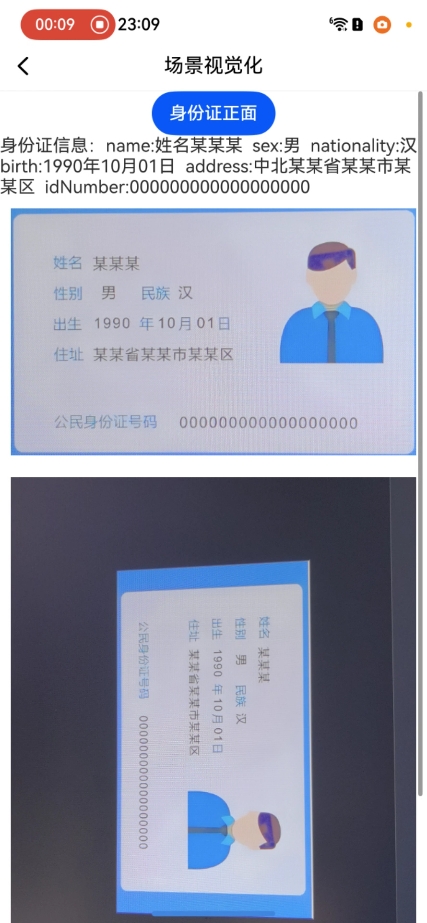 00:09 23:09 6
场景视觉化
身份证正面
身份证信息：name:姓名某某某 sex:男 nationality:汉
birth:1990年10月01日 address:中北某某省某某市某
某区 idNumber:000000000000000000
姓名 某某某
性别 男 民族 汉
出生 1990 年 10 月 01 日
住址 某某省某某市某某区
公民身份证号码 000000000000000000
姓名 某某某
性别 男 民族 汉
出生 1990 年 10 月 01 日
住址 某某省某某市某某区
公民身份证号码 000000000000000000